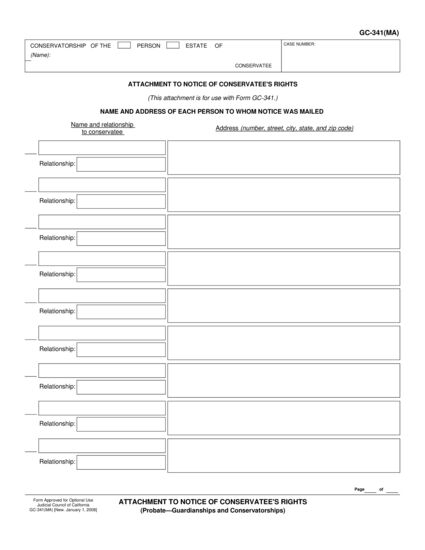 GC-341(MA)
CONSERVATORSHIP OF THE PERSON ESTATE OF
(Name):
CONSERVATEE
CASE NUMBER:
ATTACHMENT TO NOTICE OF CONSERVATEE'S RIGHTS
(This attachment is for use with Form GC-341.)
NAME AND ADDRESS OF EACH PERSON TO WHOM NOTICE WAS MAILED
Name and relationship
to conservatee
Address (number, street, city, state, and zip code)
Relationship:
Relationship:
Relationship:
Relationship:
Relationship:
Relationship:
Relationship:
Relationship:
Relationship:
Page ____ of ____
Form Approved for Optional Use
Judicial Council of California
GC-341(MA) [New January 1, 2008]
ATTACHMENT TO NOTICE OF CONSERVATEE'S RIGHTS
(Probate—Guardianships and Conservatorships)